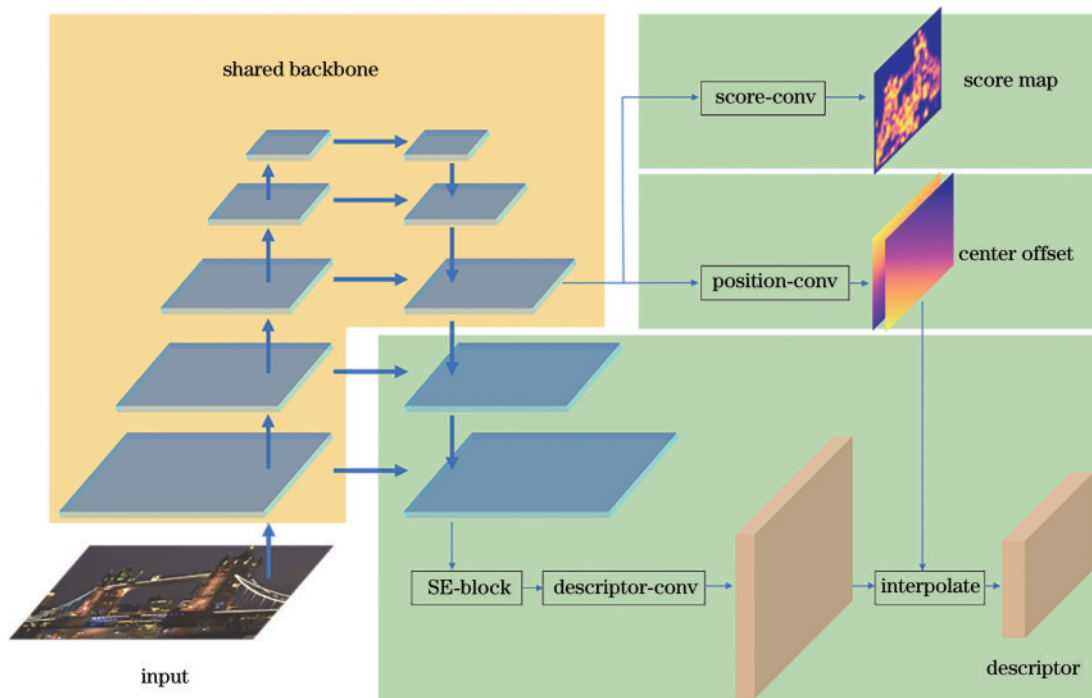 shared backbone
score-conv
score map
position-conv
center offset
SE-block
descriptor-conv
interpolate
input
descriptor